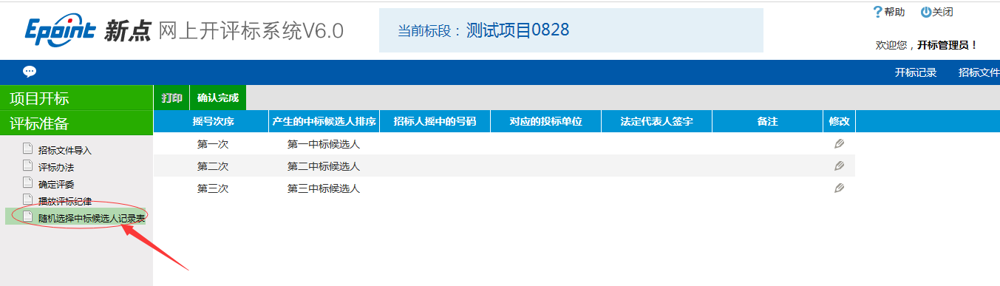 Epoint 新点 网上开评标系统V6.0
当前标段： 测试项目0828
帮助 关闭
欢迎您，开标管理员！
开标记录 招标文件
项目开标
评标准备
招标文件导入
评标办法
确定评委
播放评标纪律
随机选择中标候选人记录表
打印 确认完成
摇号次序 产生的中标候选人排序 招标人摇中的号码 对应的投标单位 法定代表人签字 备注 修改
第一次 第一中标候选人
第二次 第二中标候选人
第三次 第三中标候选人